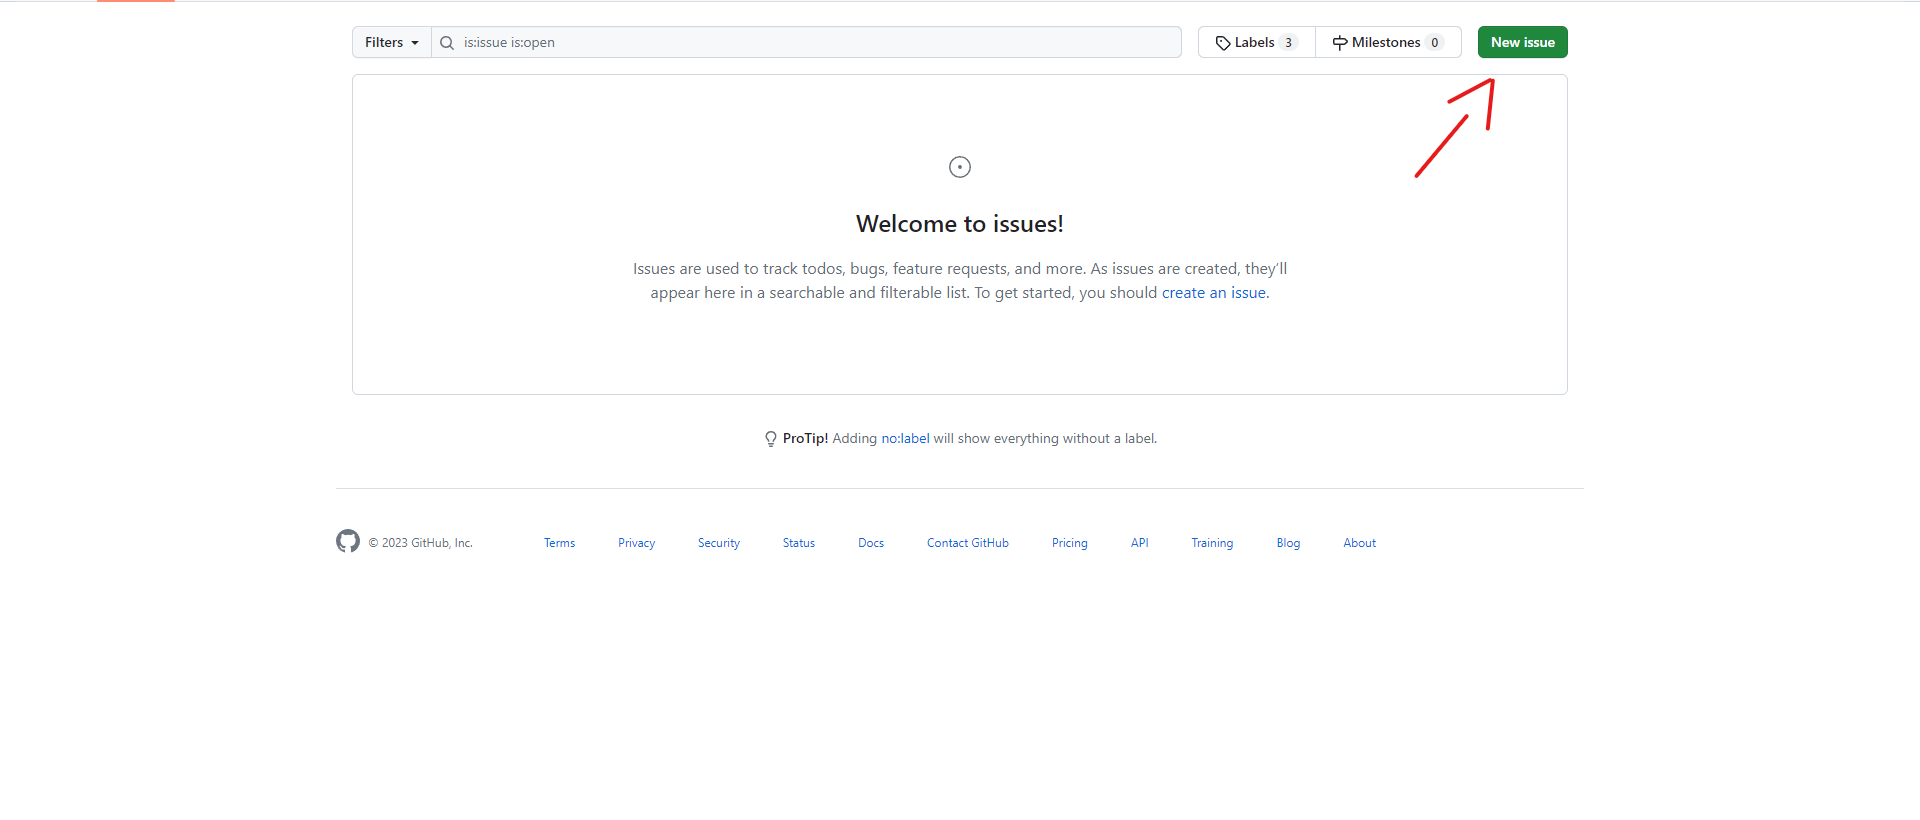 Filters is:issue is:open Labels 3 Milestones 0 New issue
Welcome to issues!
Issues are used to track todos, bugs, feature requests, and more. As issues are created, they’ll
appear here in a searchable and filterable list. To get started, you should create an issue.
ProTip! Adding no:label will show everything without a label.
© 2023 GitHub, Inc. Terms Privacy Security Status Docs Contact GitHub Pricing API Training Blog About